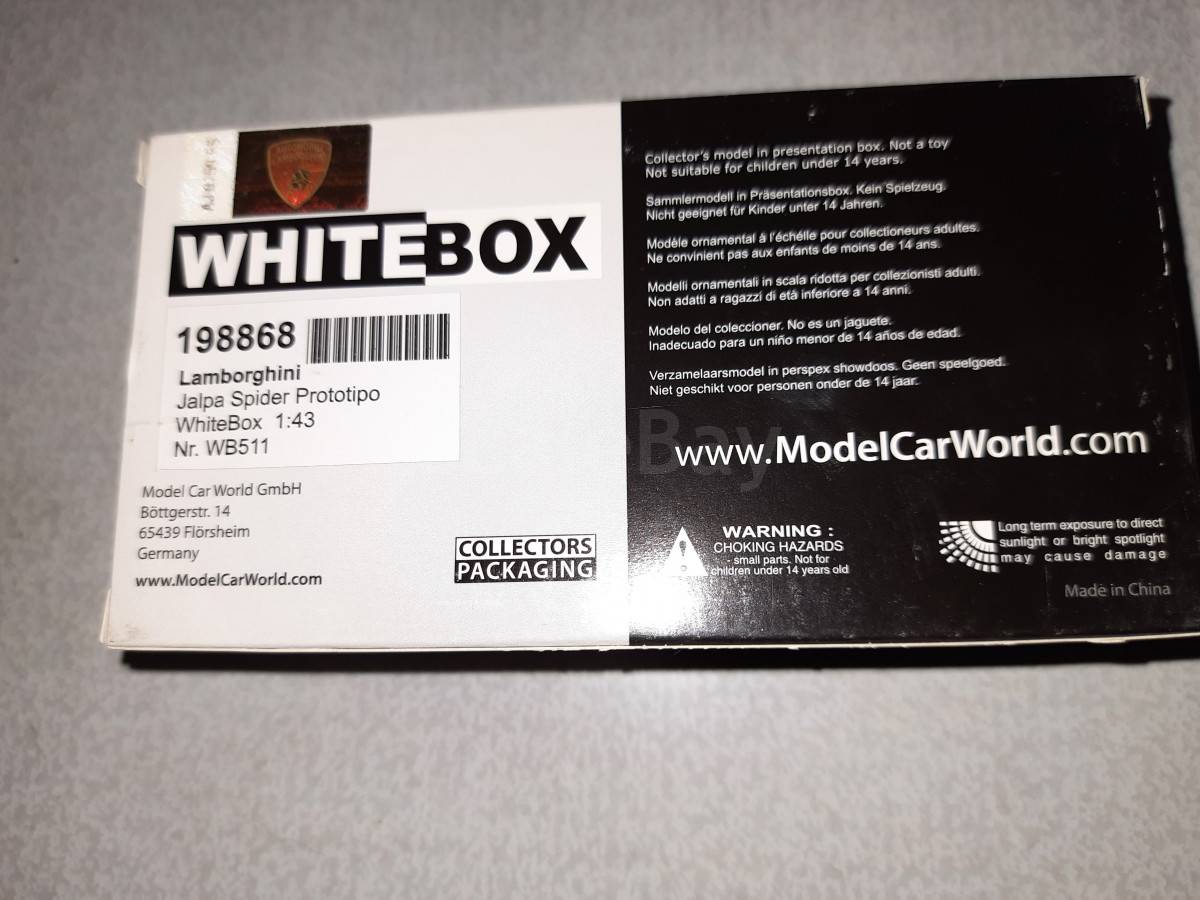 WHITEBOX
198868
Lamborghini
Jalpa Spider Prototipo
WhiteBox 1:43
Nr. WB511
Model Car World GmbH
Böttgerstr. 14
65439 Flörsheim
Germany
www.ModelCarWorld.com
COLLECTORS
PACKAGING
Collector's model in presentation box. Not a toy
Not suitable for children under 14 years.
Sammlermodell in Präsentationsbox. Kein Spielzeug.
Nicht geeignet für Kinder unter 14 Jahren.
Modèle ornamental á l'échélle pour collectioneurs adultes.
Ne convinient pas aux enfants de moins de 14 ans.
Modelli ornamentali in scala ridotta per collezionisti adulti.
Non adatti a ragazzi di età inferiore a 14 anni.
Modelo del coleccioner. No es un jaguete.
Inadecuado para un niño menor de 14 años de edad.
Verzamelaarsmodel in perspex showdoos. Geen speelgoed.
Niet geschikt voor personen onder de 14 jaar.
www.ModelCarWorld.com
WARNING :
CHOKING HAZARDS
- small parts. Not for
children under 14 years old
Long term exposure to direct
sunlight or bright spotlight
may cause damage
Made in China